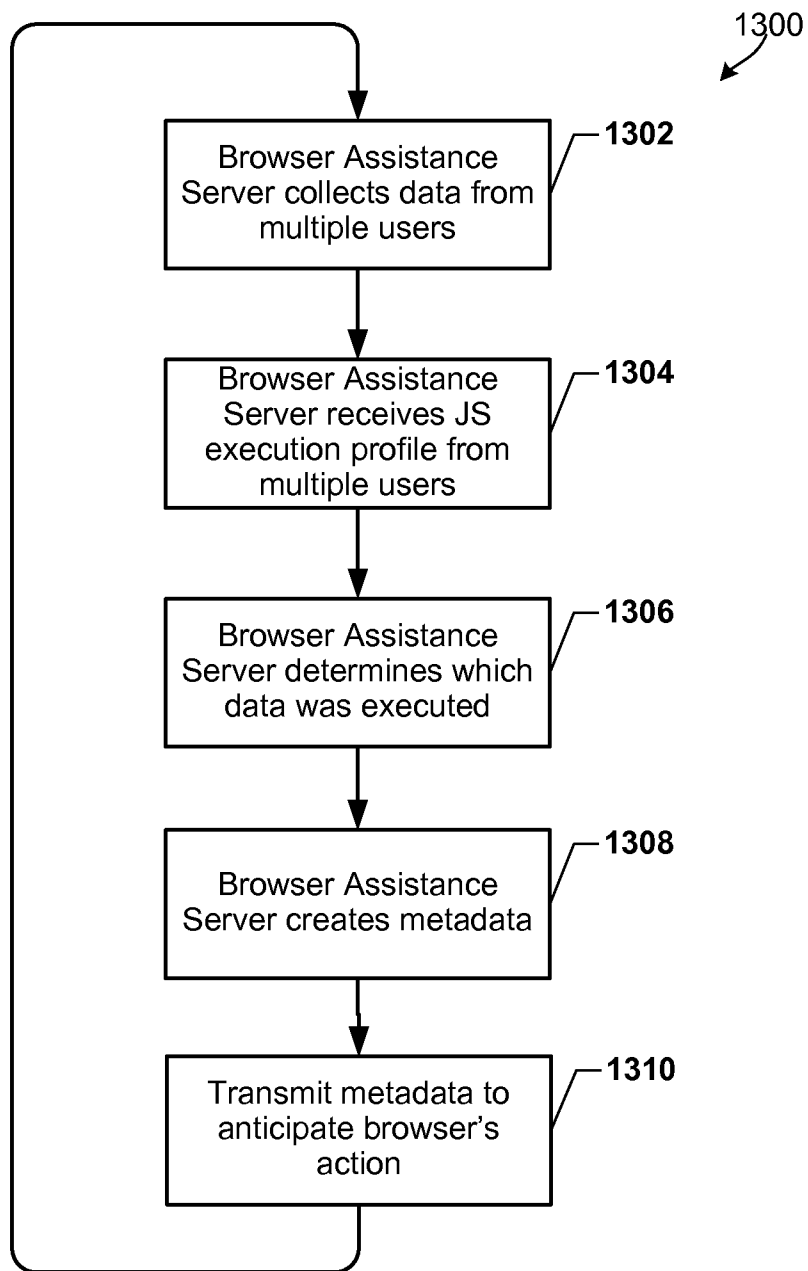 1300
1302
Browser Assistance
Server collects data from
multiple users
1304
Browser Assistance
Server receives JS
execution profile from
multiple users
1306
Browser Assistance
Server determines which
data was executed
1308
Browser Assistance
Server creates metadata
1310
Transmit metadata to
anticipate browser's
action